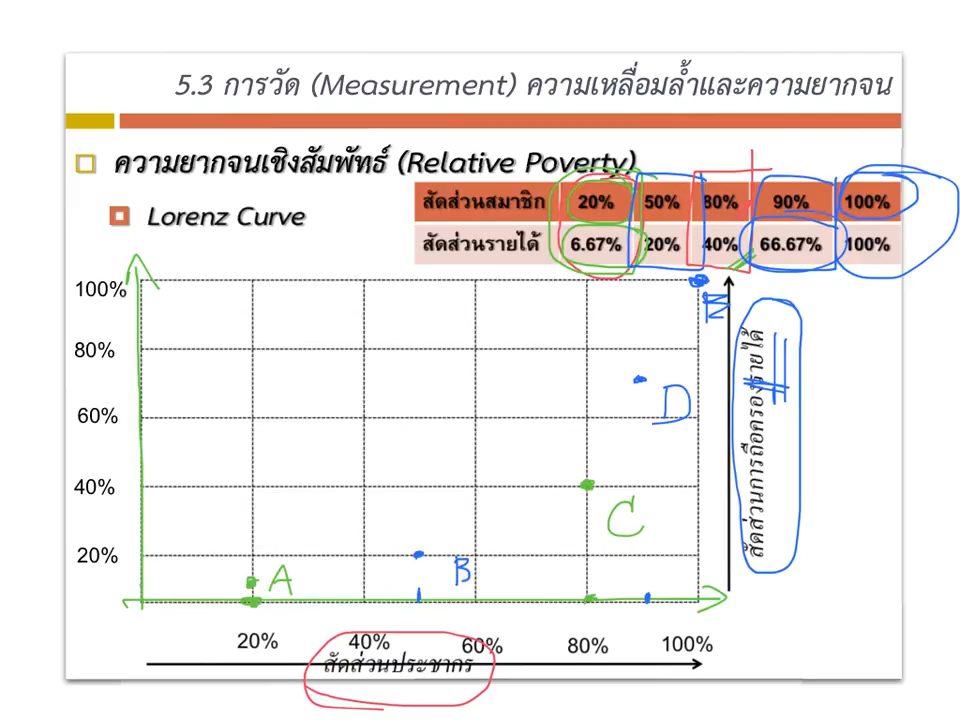 5.3 การวัด (Measurement) ความเหลื่อมล้ำและความยากจน
ความยากจนเชิงสัมพัทธ์ (Relative Poverty)
Lorenz Curve
สัดส่วนสมาชิก 20% 50% 80% 90% 100%
สัดส่วนรายได้ 6.67% 20% 40% 66.67% 100%
100%
80%
60%
40%
20%
A
B
C
D
E
สัดส่วนการถือครองรายได้
20% 40% 60% 80% 100%
สัดส่วนประชากร